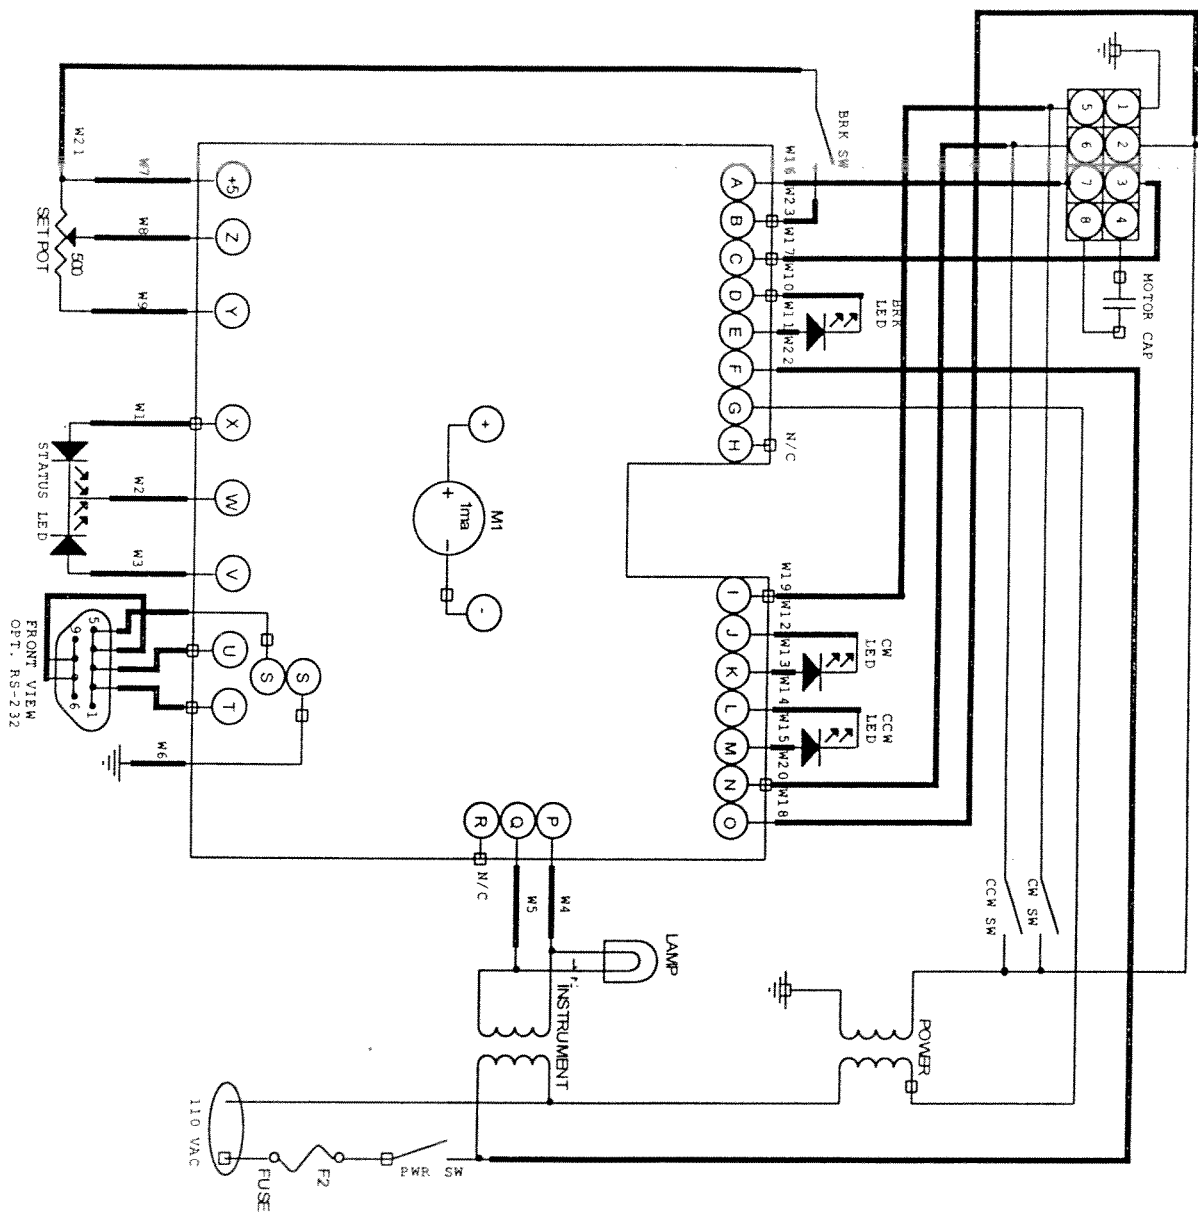 BRK SW
W21
W7
+5
W8
Z
SET POT
500
W9
Y
W16
W23
A
B
W17
C
W10
D
BRK
LED
W11
E
W22
F
G
H
N/C
5
1
6
2
7
3
8
4
MOTOR CAP
W1
X
STATUS LED
W2
W
W3
V
+
+
1ma
M1
−
-
W19
I
W12
J
CW
LED
W13
K
W14
L
CCW
LED
W15
M
W20
N
W18
O
5
9
1
6
FRONT VIEW
OPT. RS-232
U
S
S
T
W6
R
Q
P
N/C
W5
W4
LAMP
INSTRUMENT
CCW SW
CW SW
POWER
110 VAC
FUSE
F2
PWR SW